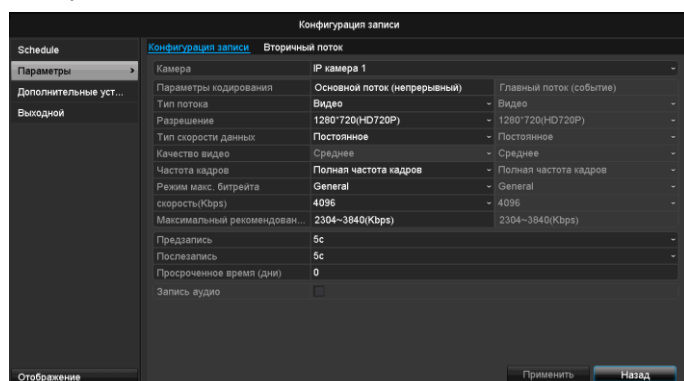 Конфигурация записи
Schedule
Параметры
Дополнительные уст...
Выходной
Отображение
Конфигурация записи Вторичный поток
Камера IP камера 1
Параметры кодирования Основной поток (непрерывный) Главный поток (событие)
Тип потока Видео Видео
Разрешение 1280*720(HD720P) 1280*720(HD720P)
Тип скорости данных Постоянное Постоянное
Качество видео Среднее Среднее
Частота кадров Полная частота кадров Полная частота кадров
Режим макс. битрейта General General
скорость(Kbps) 4096 4096
Максимальный рекомендован... 2304~3840(Kbps) 2304~3840(Kbps)
Предзапись 5с
Послезапись 5с
Просроченное время (дни) 0
Запись аудио
Применить Назад